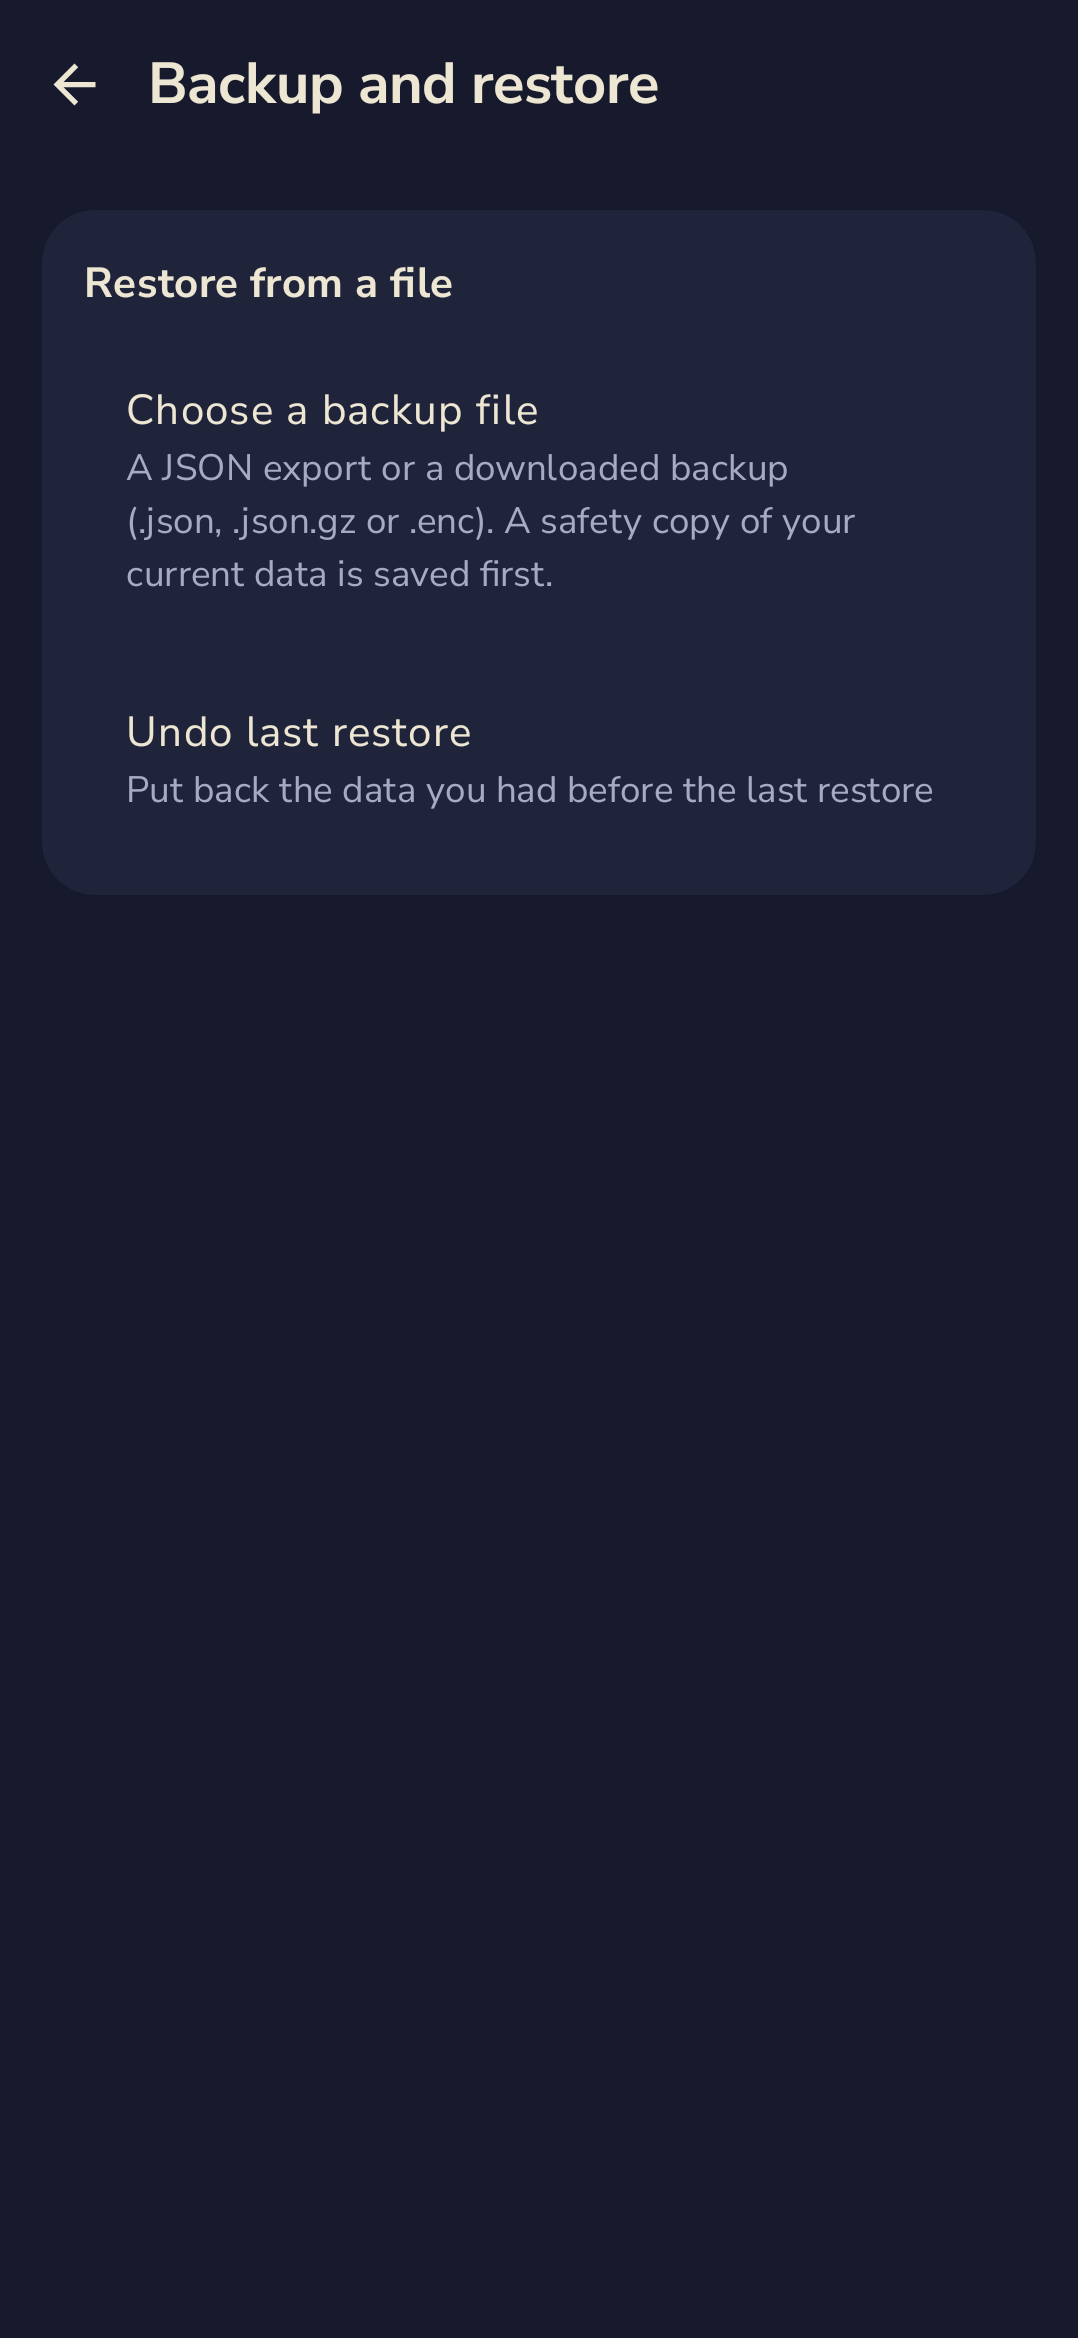 Backup and restore
Restore from a file
Choose a backup file
A JSON export or a downloaded backup
(.json, .json.gz or .enc). A safety copy of your
current data is saved first.
Undo last restore
Put back the data you had before the last restore